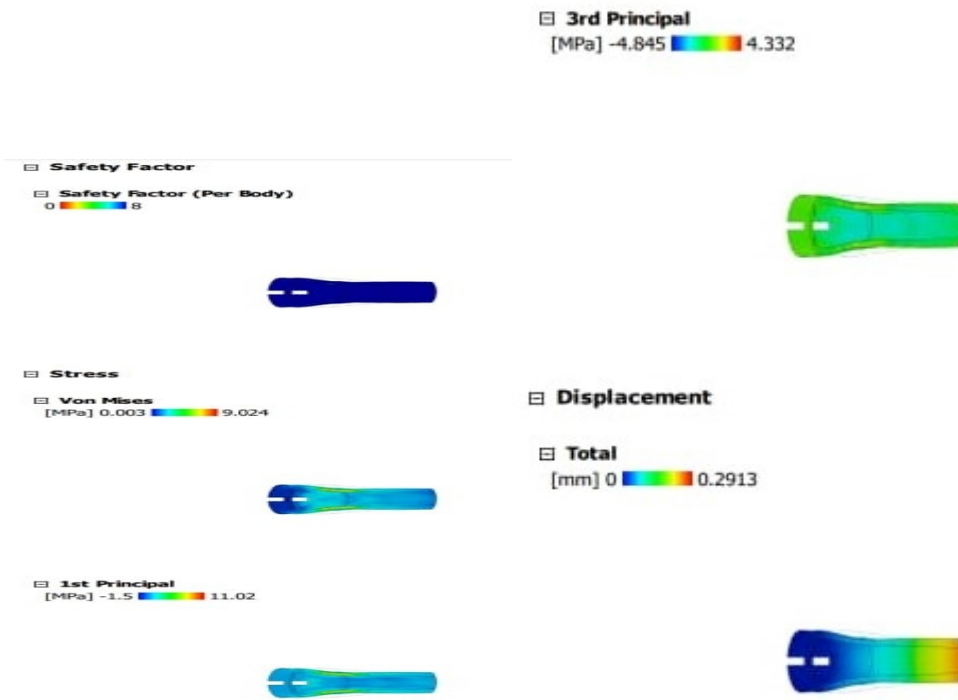 Safety Factor
Safety Factor (Per Body)
0 8
Stress
Von Mises
[MPa] 0.003 9.024
1st Principal
[MPa] -1.5 11.02
3rd Principal
[MPa] -4.845 4.332
Displacement
Total
[mm] 0 0.2913